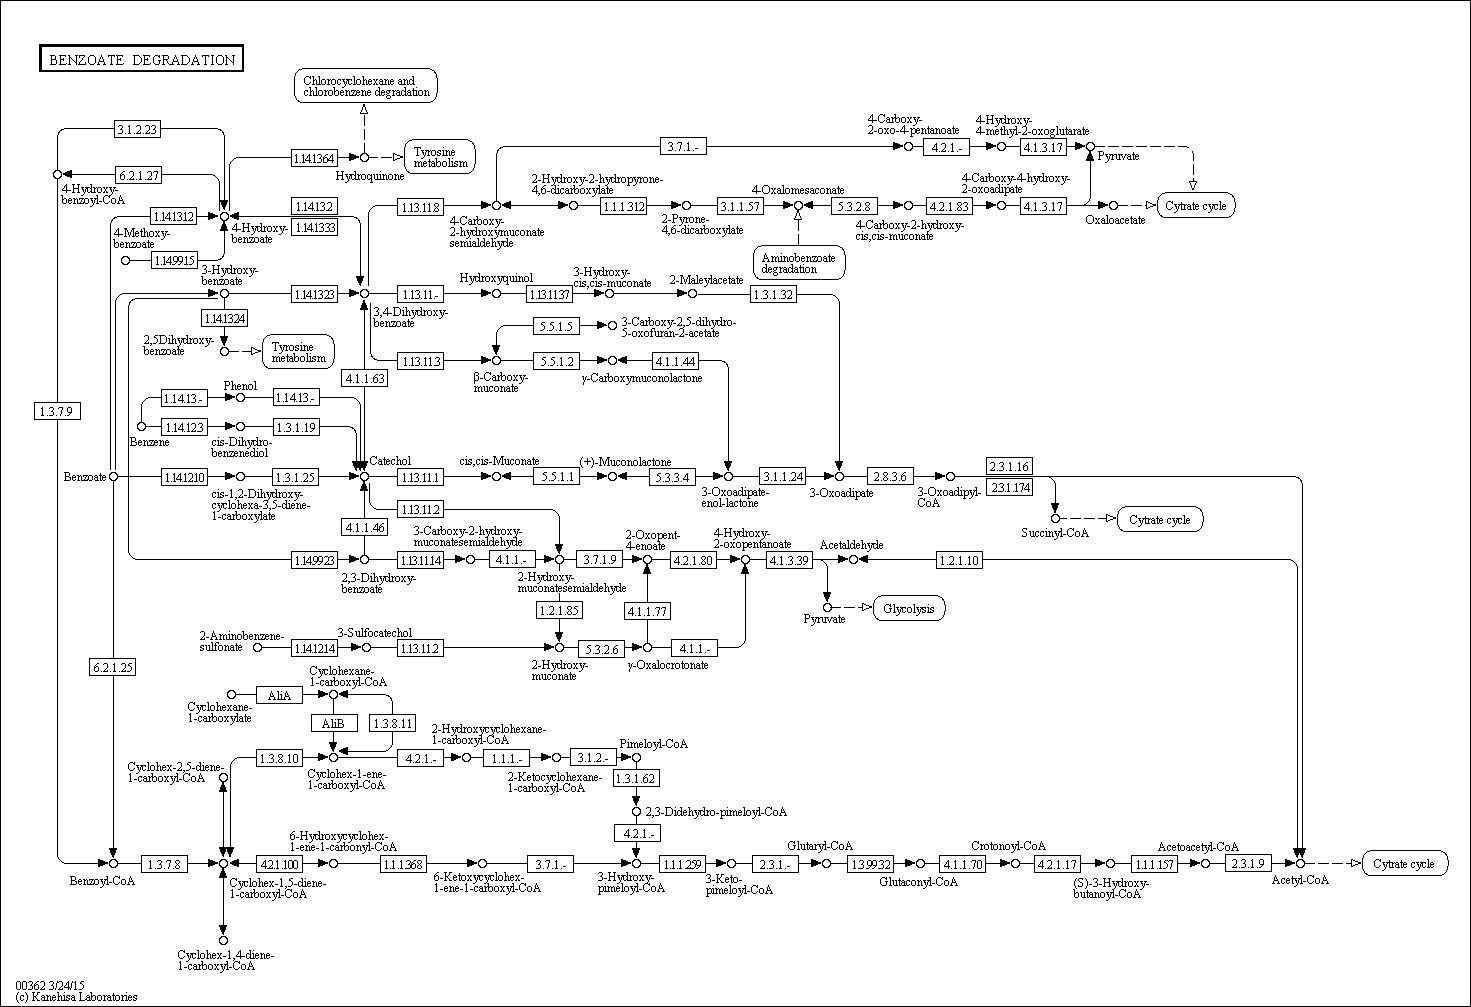 BENZOATE DEGRADATION
Chlorocyclohexane and
chlorobenzene degradation
3.1.2.23
4-Carboxy-
2-oxo-4-pentanoate
4-Hydroxy-
4-methyl-2-oxoglutarate
1.14.13.64
Hydroquinone
Tyrosine
metabolism
3.7.1.-
4.2.1.-
4.1.3.17
Pyruvate
6.2.1.27
4-Hydroxy-
benzoyl-CoA
2-Hydroxy-2-hydropyrone-
4,6-dicarboxylate
4-Oxalomesaconate
4-Carboxy-4-hydroxy-
2-oxoadipate
1.14.13.12
4-Methoxy-
benzoate
4-Hydroxy-
benzoate
1.14.13.2
1.14.13.33
1.13.11.8
4-Carboxy-
2-hydroxymuconate
semialdehyde
1.1.1.312
2-Pyrone-
4,6-dicarboxylate
3.1.1.57
5.3.2.8
4-Carboxy-2-hydroxy-
cis,cis-muconate
4.2.1.83
4.1.3.17
Oxaloacetate
Cytrate cycle
1.14.99.15
Aminobenzoate
degradation
3-Hydroxy-
benzoate
1.14.13.23
3,4-Dihydroxy-
benzoate
1.13.11.-
Hydroxyquinol
1.13.11.37
3-Hydroxy-
cis,cis-muconate
2-Maleylacetate
1.3.1.32
1.14.13.24
2,5Dihydroxy-
benzoate
Tyrosine
metabolism
5.5.1.5
3-Carboxy-2,5-dihydro-
5-oxofuran-2-acetate
1.13.11.3
β-Carboxy-
muconate
5.5.1.2
γ-Carboxymuconolactone
4.1.1.44
4.1.1.63
Phenol
1.14.13.-
1.14.13.-
1.3.7.9
Benzene
1.14.12.3
cis-Dihydro-
benzenediol
1.3.1.19
Benzoate
1.14.12.10
cis-1,2-Dihydroxy-
cyclohexa-3,5-diene-
1-carboxylate
1.3.1.25
Catechol
1.13.11.1
cis,cis-Muconate
5.5.1.1
(+)-Muconolactone
5.3.3.4
3-Oxoadipate-
enol-lactone
3.1.1.24
3-Oxoadipate
2.8.3.6
3-Oxoadipyl-
CoA
2.3.1.16
2.3.1.174
1.13.11.2
4.1.1.46
Succinyl-CoA
Cytrate cycle
3-Carboxy-2-hydroxy-
muconatesemialdehyde
2-Oxopent-
4-enoate
4-Hydroxy-
2-oxopentanoate
Acetaldehyde
1.14.99.23
2,3-Dihydroxy-
benzoate
1.13.11.14
4.1.1.-
2-Hydroxy-
muconatesemialdehyde
3.7.1.9
4.2.1.80
4.1.3.39
1.2.1.10
1.2.1.85
4.1.1.77
Pyruvate
Glycolysis
2-Aminobenzene-
sulfonate
1.14.12.14
3-Sulfocatechol
1.13.11.2
2-Hydroxy-
muconate
5.3.2.6
γ-Oxalocrotonate
4.1.1.-
6.2.1.25
Cyclohexane-
1-carboxylate
AliA
Cyclohexane-
1-carboxyl-CoA
AliB
1.3.8.11
1.3.8.10
Cyclohex-1-ene-
1-carboxyl-CoA
4.2.1.-
2-Hydroxycyclohexane-
1-carboxyl-CoA
1.1.1.-
2-Ketocyclohexane-
1-carboxyl-CoA
3.1.2.-
Pimeloyl-CoA
1.3.1.62
Cyclohex-2,5-diene-
1-carboxyl-CoA
2,3-Didehydro-pimeloyl-CoA
4.2.1.-
Benzoyl-CoA
1.3.7.8
Cyclohex-1,5-diene-
1-carboxyl-CoA
4.2.1.100
6-Hydroxycyclohex-
1-ene-1-carbonyl-CoA
1.1.1.368
6-Ketoxycyclohex-
1-ene-1-carboxyl-CoA
3.7.1.-
3-Hydroxy-
pimeloyl-CoA
1.1.1.259
3-Keto-
pimeloyl-CoA
2.3.1.-
Glutaryl-CoA
1.3.99.32
Glutaconyl-CoA
4.1.1.70
Crotonoyl-CoA
4.2.1.17
(S)-3-Hydroxy-
butanoyl-CoA
1.1.1.157
Acetoacetyl-CoA
2.3.1.9
Acetyl-CoA
Cytrate cycle
Cyclohex-1,4-diene-
1-carboxyl-CoA
00362 3/24/15
(c) Kanehisa Laboratories